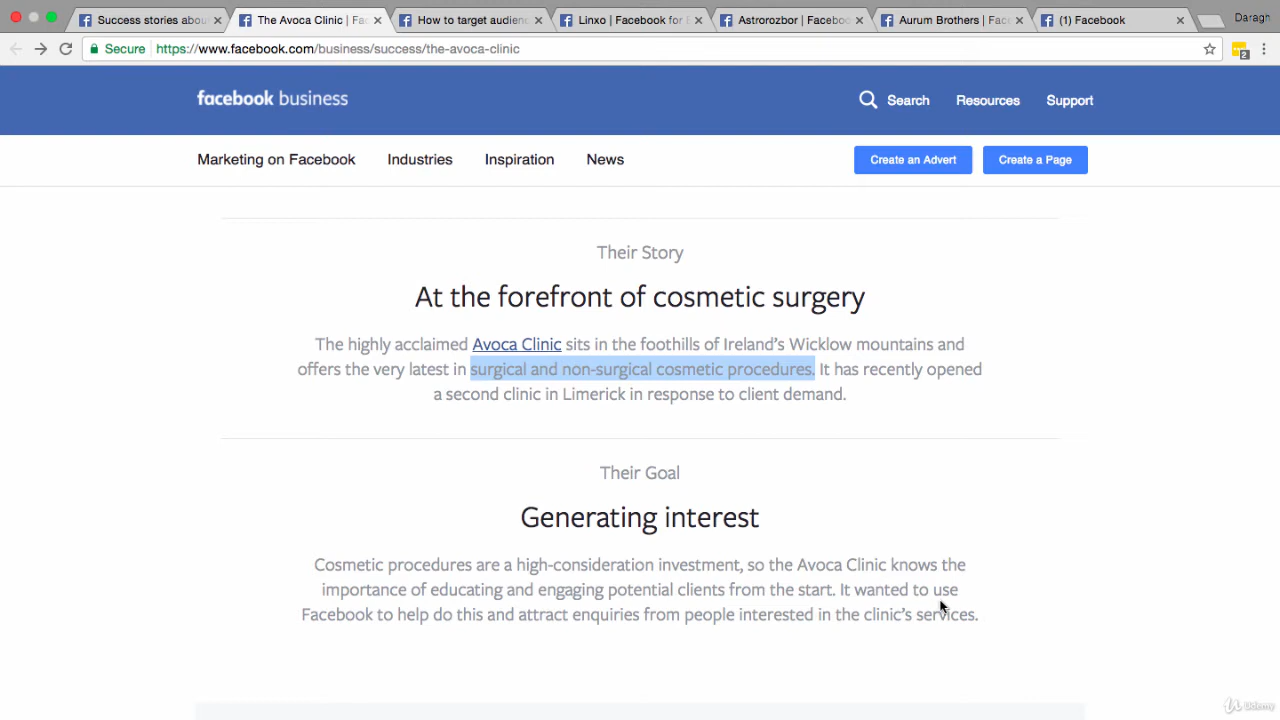 Success stories abou
The Avoca Clinic | Fac
How to target audienc
Linxo | Facebook for B
Astrorozbor | Faceboo
Aurum Brothers | Face
(1) Facebook
Daragh
Secure https://www.facebook.com/business/success/the-avoca-clinic
2
facebook business
Search
Resources
Support
Marketing on Facebook
Industries
Inspiration
News
Create an Advert
Create a Page
Their Story
At the forefront of cosmetic surgery
The highly acclaimed Avoca Clinic sits in the foothills of Ireland's Wicklow mountains and
offers the very latest in surgical and non-surgical cosmetic procedures. It has recently opened
a second clinic in Limerick in response to client demand.
Their Goal
Generating interest
Cosmetic procedures are a high-consideration investment, so the Avoca Clinic knows the
importance of educating and engaging potential clients from the start. It wanted to use
Facebook to help do this and attract enquiries from people interested in the clinic's services.
Udemy